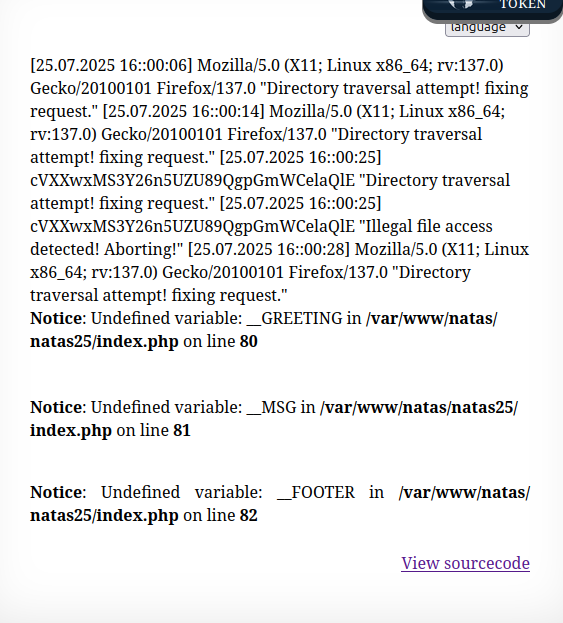 TOKEN
language
[25.07.2025 16::00:06] Mozilla/5.0 (X11; Linux x86_64; rv:137.0)
Gecko/20100101 Firefox/137.0 "Directory traversal attempt! fixing
request." [25.07.2025 16::00:14] Mozilla/5.0 (X11; Linux x86_64;
rv:137.0) Gecko/20100101 Firefox/137.0 "Directory traversal
attempt! fixing request." [25.07.2025 16::00:25]
cVXXwxMS3Y26n5UZU89QgpGmWCelaQlE "Directory traversal
attempt! fixing request." [25.07.2025 16::00:25]
cVXXwxMS3Y26n5UZU89QgpGmWCelaQlE "Illegal file access
detected! Aborting!" [25.07.2025 16::00:28] Mozilla/5.0 (X11; Linux
x86_64; rv:137.0) Gecko/20100101 Firefox/137.0 "Directory
traversal attempt! fixing request."
Notice: Undefined variable: __GREETING in /var/www/natas/
natas25/index.php on line 80
Notice: Undefined variable: __MSG in /var/www/natas/natas25/
index.php on line 81
Notice: Undefined variable: __FOOTER in /var/www/natas/
natas25/index.php on line 82
View sourcecode